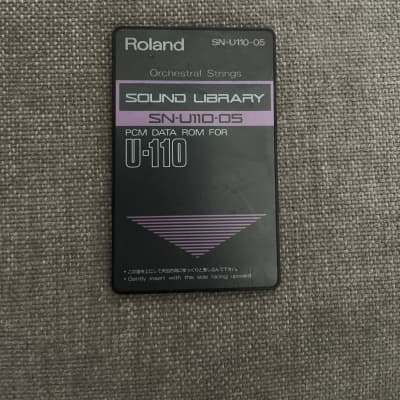 Roland SN-U110-05
Orchestral Strings
SOUND LIBRARY
SN-U110-05
PCM DATA ROM FOR
U-110
• Gently insert with this side facing upward